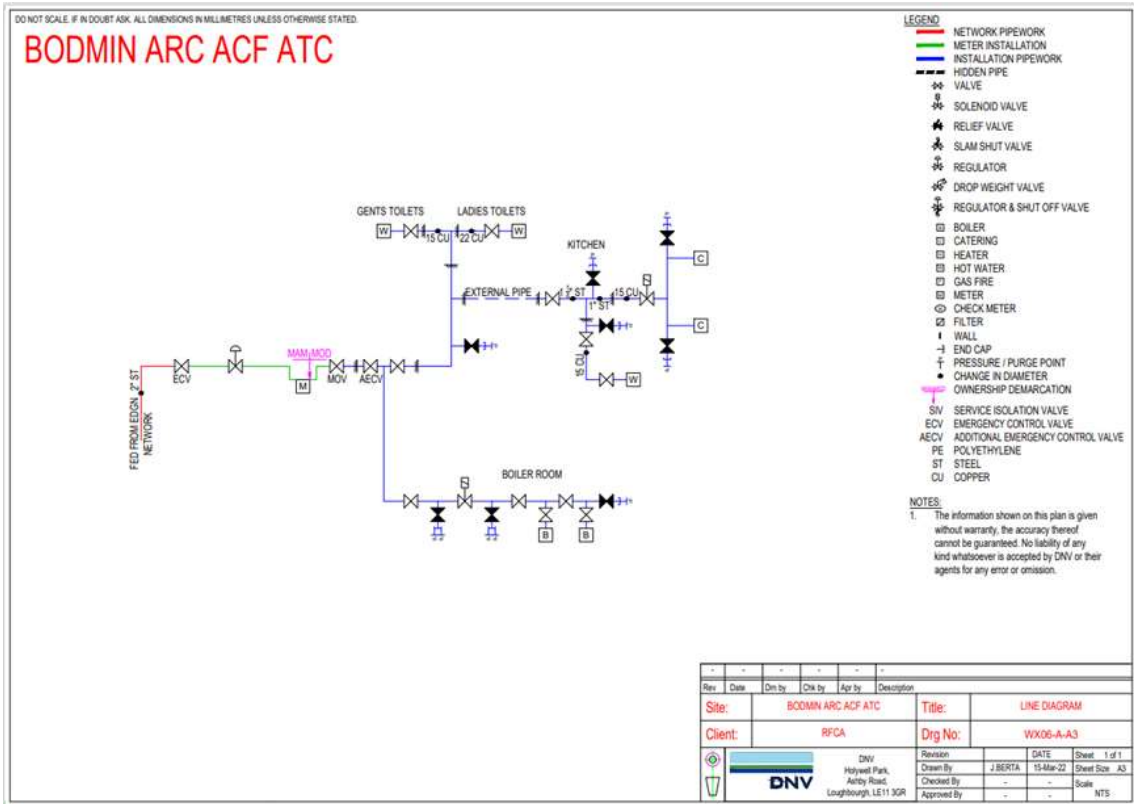 DO NOT SCALE. IF IN DOUBT ASK. ALL DIMENSIONS IN MILLIMETRES UNLESS OTHERWISE STATED.
BODMIN ARC ACF ATC
LEGEND
NETWORK PIPEWORK
METER INSTALLATION
INSTALLATION PIPEWORK
HIDDEN PIPE
VALVE
SOLENOID VALVE
RELIEF VALVE
SLAM SHUT VALVE
REGULATOR
DROP WEIGHT VALVE
REGULATOR & SHUT OFF VALVE
BOILER
CATERING
HEATER
HOT WATER
GAS FIRE
METER
CHECK METER
FILTER
WALL
END CAP
PRESSURE / PURGE POINT
CHANGE IN DIAMETER
OWNERSHIP DEMARCATION
SIV SERVICE ISOLATION VALVE
ECV EMERGENCY CONTROL VALVE
AECV ADDITIONAL EMERGENCY CONTROL VALVE
PE POLYETHYLENE
ST STEEL
CU COPPER
NOTES:
1. The information shown on this plan is given
without warranty, the accuracy thereof
cannot be guaranteed. No liability of any
kind whatsoever is accepted by DNV or their
agents for any error or omission.
GENTS TOILETS LADIES TOILETS
W 15 CU 22 CU W
KITCHEN
C
EXTERNAL PIPE ST 15 CU
1" ST
C
MAM MOD
15 CU
W
ECV M MOV AECV
FED FROM EDGN 2" ST
NETWORK
BOILER ROOM
B B
Rev Date Drn by Chk by Apr by Description
Site: BODMIN ARC ACF ATC Title: LINE DIAGRAM
Client: RFCA Drg No: WX06-A-A3
DNV
DNV
Holywell Park,
Ashby Road,
Loughbourgh, LE11 3GR
Revision DATE Sheet 1 of 1
Drawn By J.BERTA 15-Mar-22 Sheet Size A3
Checked By - - Scale
Approved By - - NTS